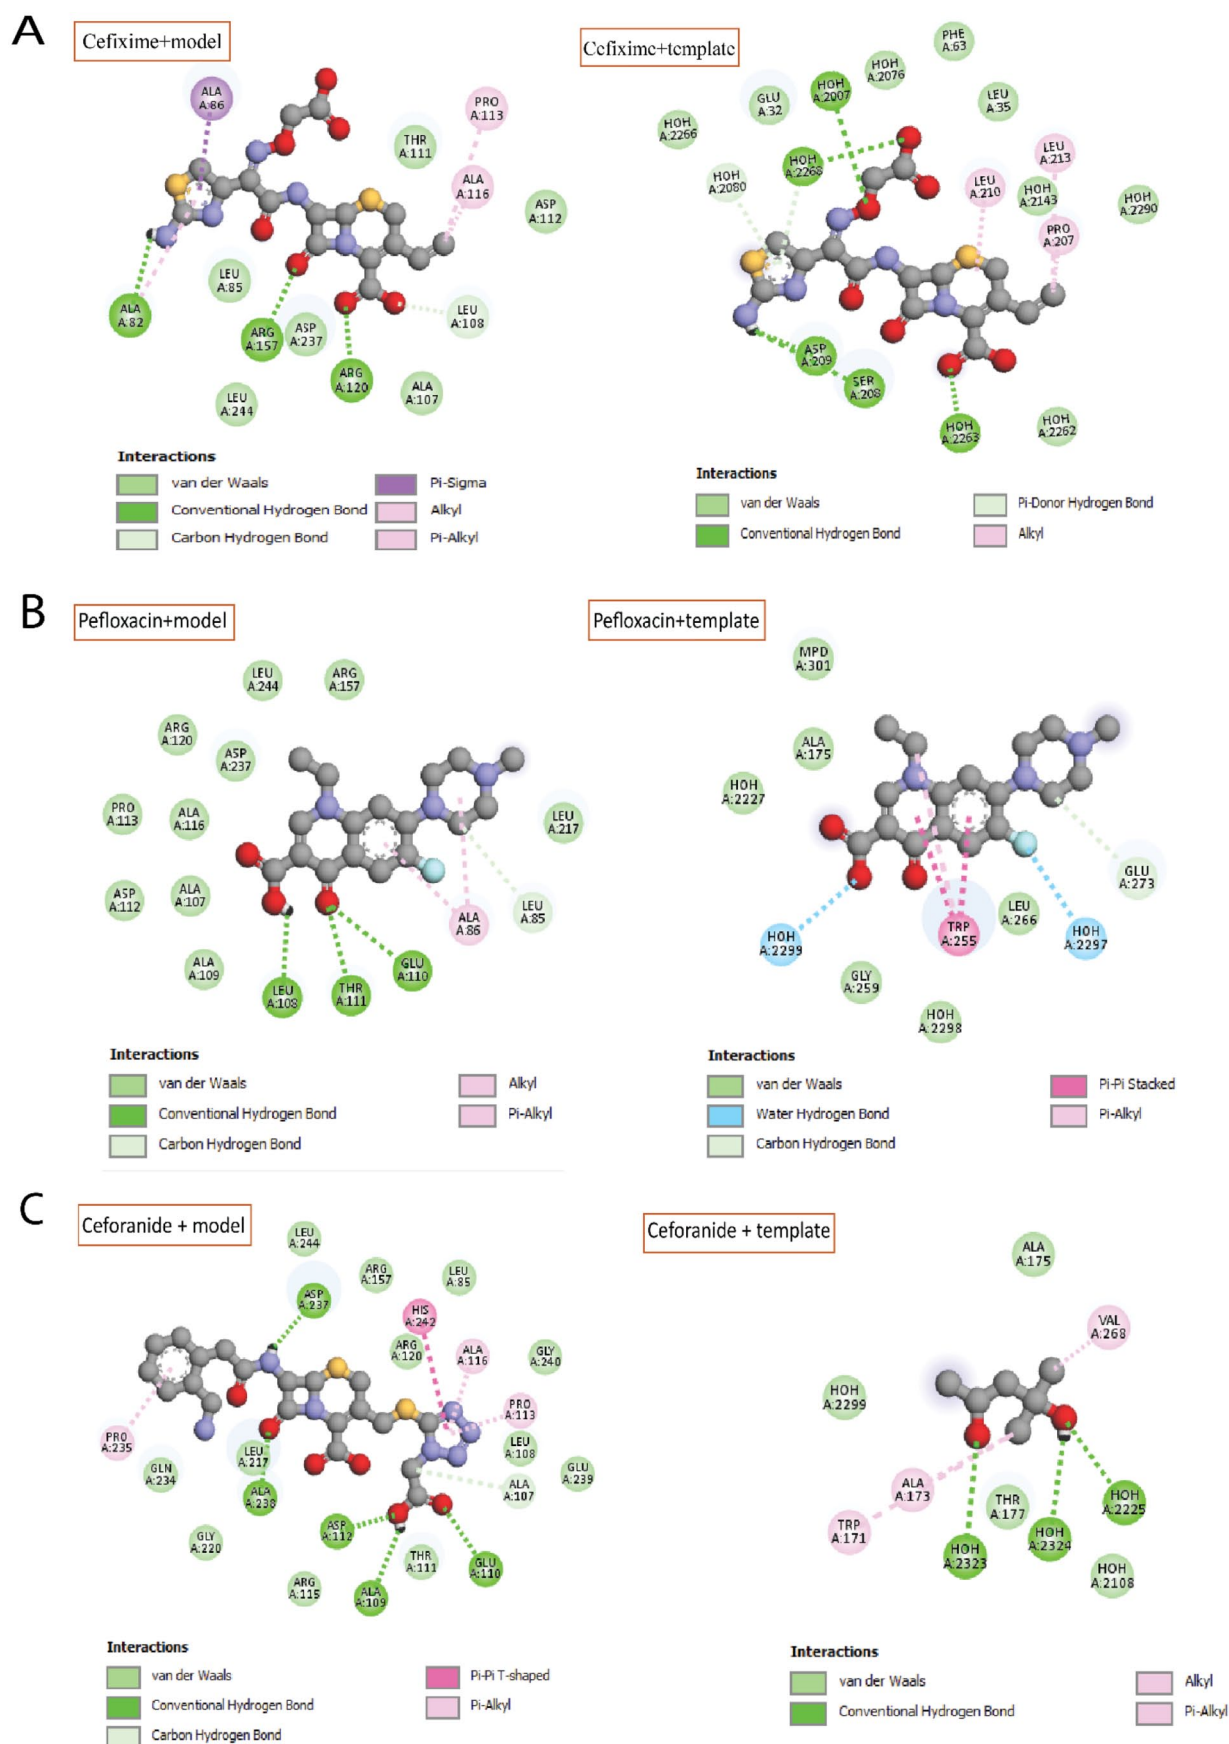 A
Cefixime+model
ALA
A:86
PRO
A:113
THR
A:111
ALA
A:116
ASP
A:112
LEU
A:85
ALA
A:82
ARG
A:157
ASP
A:237
LEU
A:108
ARG
A:120
LEU
A:244
ALA
A:107
Interactions
van der Waals
Conventional Hydrogen Bond
Carbon Hydrogen Bond
Pi-Sigma
Alkyl
Pi-Alkyl
Cefixime+template
PHE
A:63
HOH
A:2076
HOH
A:2007
GLU
A:32
LEU
A:35
HOH
A:2266
LEU
A:213
HOH
A:2268
HOH
A:2080
LEU
A:210
HOH
A:2143
HOH
A:2290
PRO
A:207
ASP
A:209
SER
A:208
HOH
A:2263
HOH
A:2262
Interactions
van der Waals
Conventional Hydrogen Bond
Pi-Donor Hydrogen Bond
Alkyl
B
Pefloxacin+model
LEU
A:244
ARG
A:157
ARG
A:120
ASP
A:237
PRO
A:113
ALA
A:116
LEU
A:217
ASP
A:112
ALA
A:107
ALA
A:86
LEU
A:85
ALA
A:109
LEU
A:108
THR
A:111
GLU
A:110
Interactions
van der Waals
Conventional Hydrogen Bond
Carbon Hydrogen Bond
Alkyl
Pi-Alkyl
Pefloxacin+template
MPD
A:301
ALA
A:175
HOH
A:2227
GLU
A:273
LEU
A:266
HOH
A:2299
TRP
A:255
HOH
A:2297
GLY
A:259
HOH
A:2298
Interactions
van der Waals
Water Hydrogen Bond
Carbon Hydrogen Bond
Pi-Pi Stacked
Pi-Alkyl
C
Ceforanide + model
LEU
A:244
ARG
A:157
LEU
A:85
ASP
A:237
HIS
A:242
ARG
A:120
ALA
A:116
GLY
A:240
PRO
A:113
PRO
A:235
GLN
A:234
LEU
A:217
LEU
A:108
GLU
A:239
ALA
A:238
ALA
A:107
ASP
A:112
GLY
A:220
THR
A:111
GLU
A:110
ARG
A:115
ALA
A:109
Interactions
van der Waals
Conventional Hydrogen Bond
Carbon Hydrogen Bond
Pi-Pi T-shaped
Pi-Alkyl
Ceforanide + template
ALA
A:175
VAL
A:268
HOH
A:2299
ALA
A:173
THR
A:177
HOH
A:2225
TRP
A:171
HOH
A:2324
HOH
A:2323
HOH
A:2108
Interactions
van der Waals
Conventional Hydrogen Bond
Alkyl
Pi-Alkyl